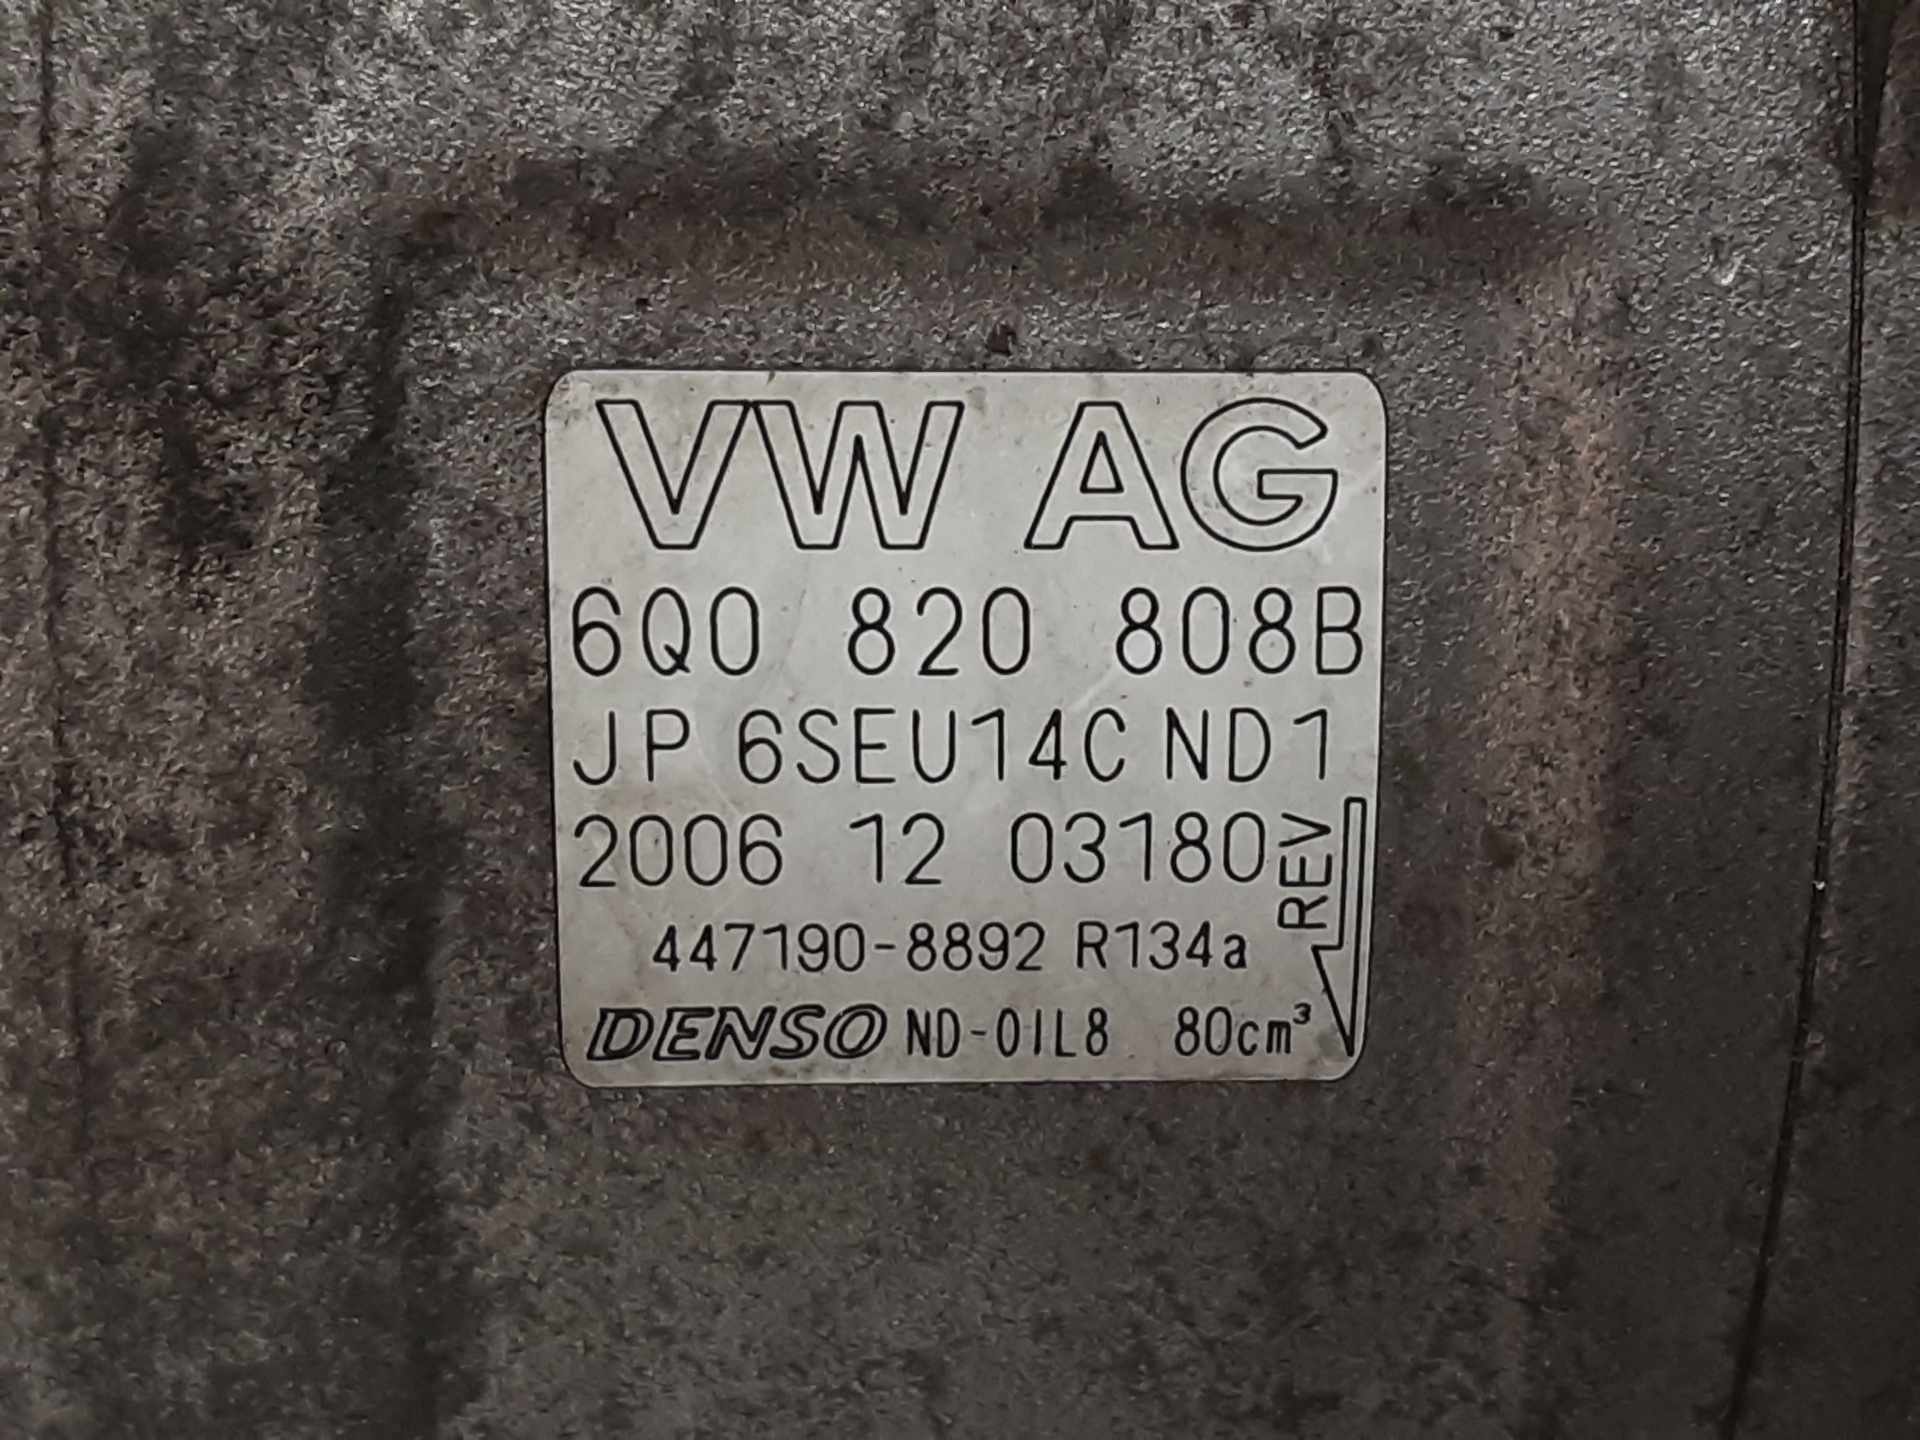 VW AG
6Q0 820 808B
JP 6SEU14C ND1
2006 12 03180
REV
447190-8892 R134a
DENSO ND-OIL8 80cm³